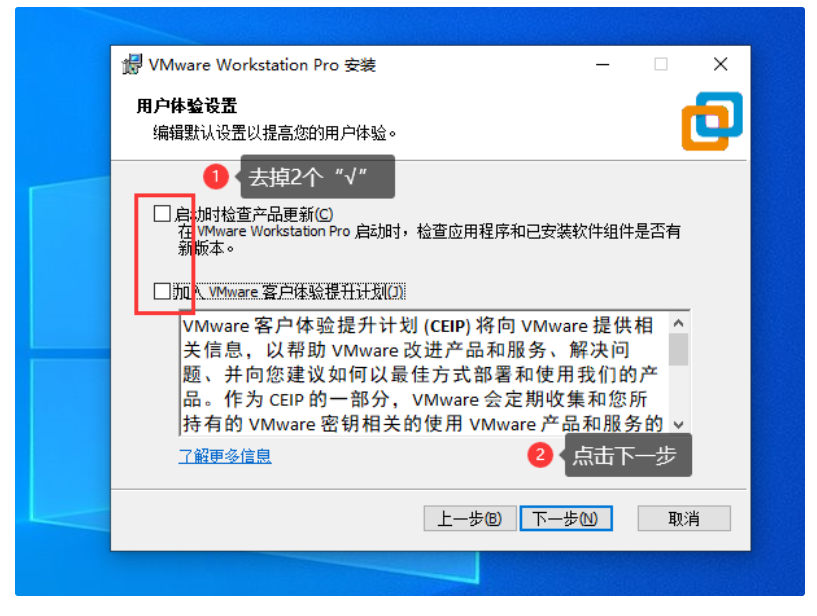 VMware Workstation Pro 安装
用户体验设置
编辑默认设置以提高您的用户体验。
1 去掉2个“√”
启动时检查产品更新(C)
在 VMware Workstation Pro 启动时，检查应用程序和已安装软件组件是否有
新版本。
加入 VMware 客户体验提升计划(J)
VMware 客户体验提升计划 (CEIP) 将向 VMware 提供相
关信息，以帮助 VMware 改进产品和服务、解决问
题、并向您建议如何以最佳方式部署和使用我们的产
品。作为 CEIP 的一部分，VMware 会定期收集和您所
持有的 VMware 密钥相关的使用 VMware 产品和服务的
了解更多信息
2 点击下一步
上一步(B) 下一步(N) 取消